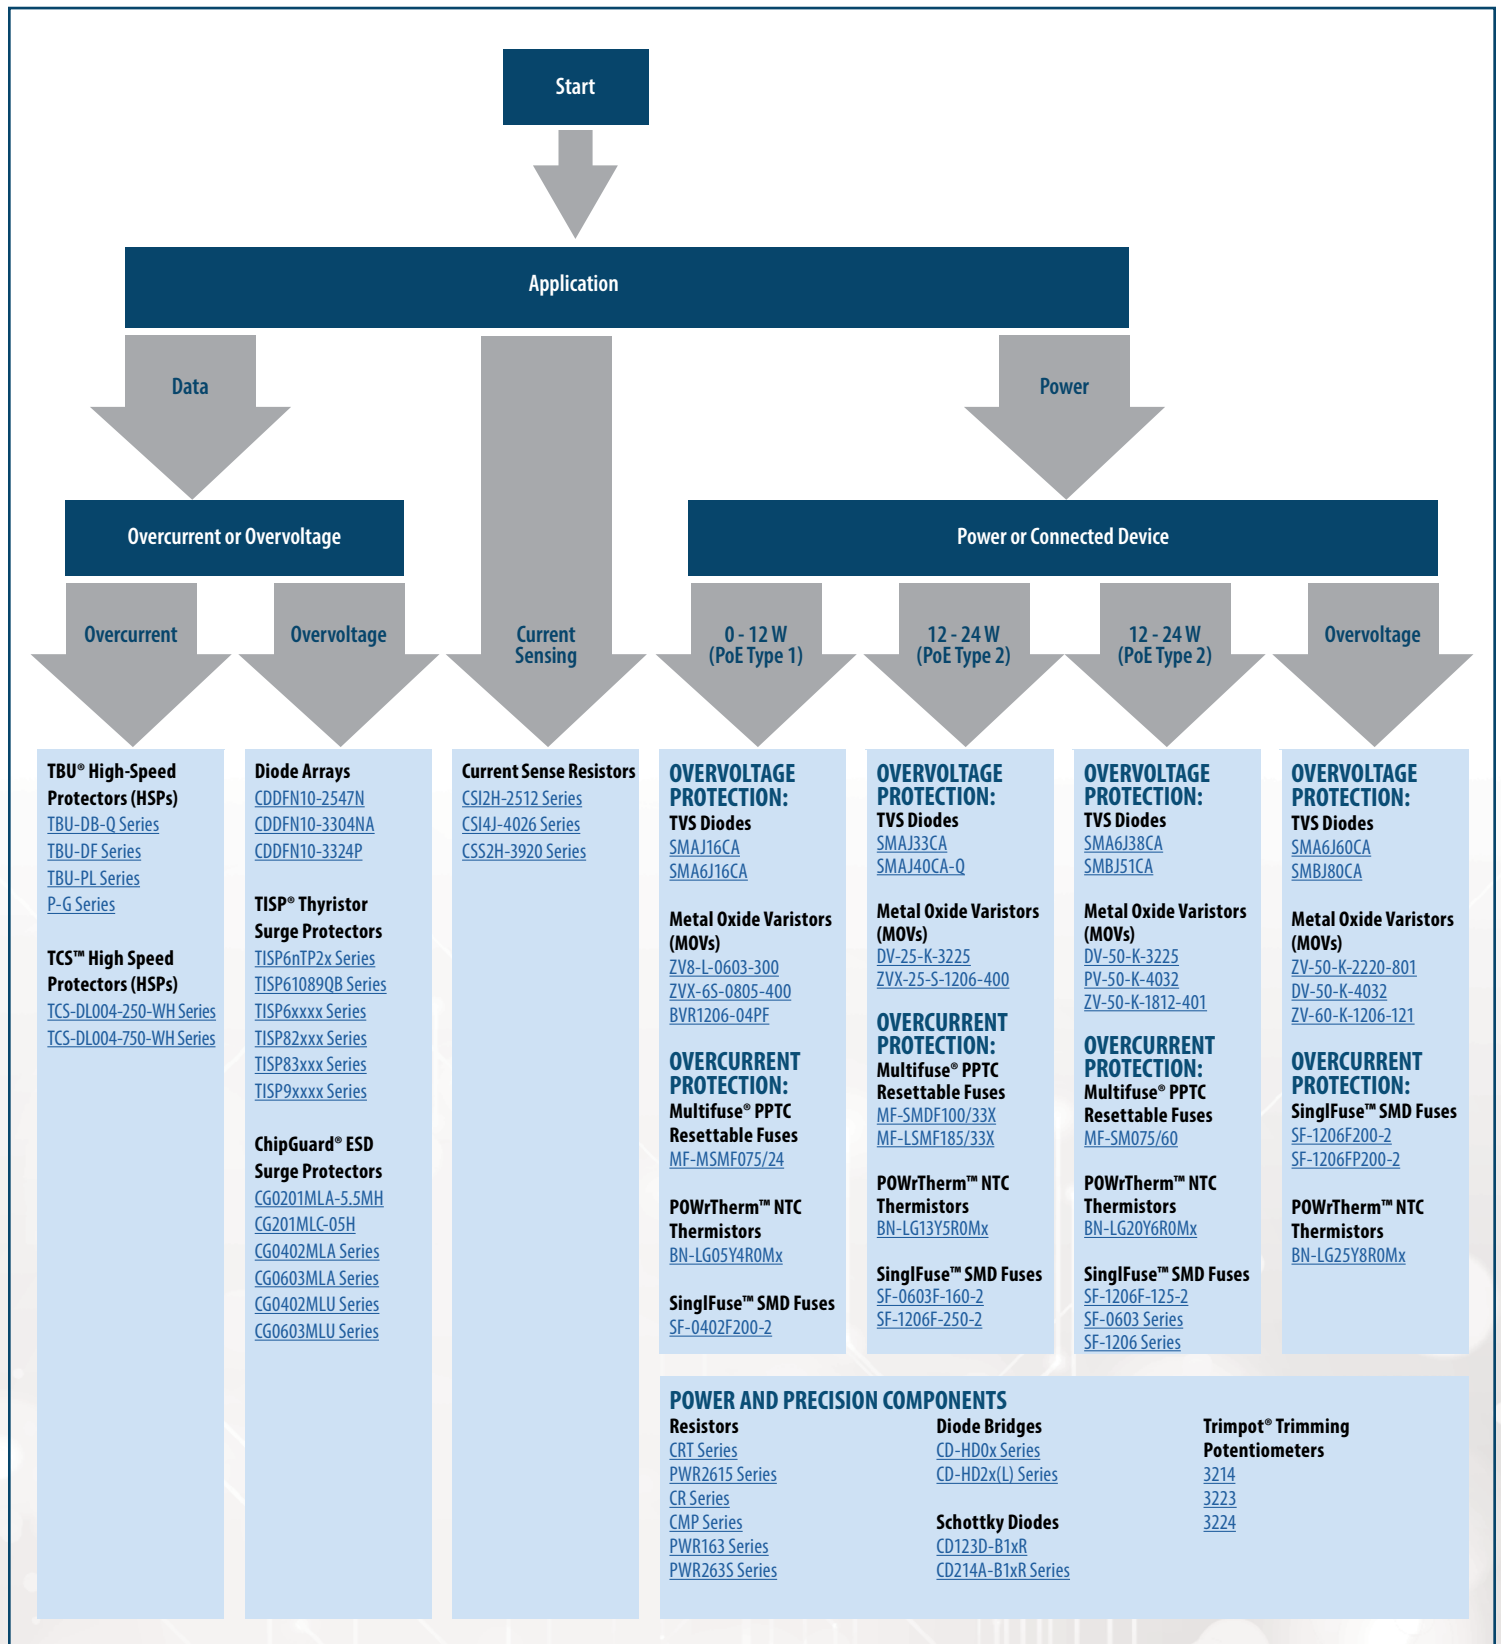 Start
Application
Data
Power
Overcurrent or Overvoltage
Power or Connected Device
Overcurrent
Overvoltage
Current
Sensing
0 - 12 W
(PoE Type 1)
12 - 24 W
(PoE Type 2)
12 - 24 W
(PoE Type 2)
Overvoltage
TBU® High-Speed
Protectors (HSPs)
TBU-DB-Q Series
TBU-DF Series
TBU-PL Series
P-G Series
TCS™ High Speed
Protectors (HSPs)
TCS-DL004-250-WH Series
TCS-DL004-750-WH Series
Diode Arrays
CDDFN10-2547N
CDDFN10-3304NA
CDDFN10-3324P
TISP® Thyristor
Surge Protectors
TISP6nTP2x Series
TISP61089QB Series
TISP6xxxx Series
TISP82xxx Series
TISP83xxx Series
TISP9xxxx Series
ChipGuard® ESD
Surge Protectors
CG0201MLA-5.5MH
CG201MLC-05H
CG0402MLA Series
CG0603MLA Series
CG0402MLU Series
CG0603MLU Series
Current Sense Resistors
CSI2H-2512 Series
CSI4J-4026 Series
CSS2H-3920 Series
OVERVOLTAGE
PROTECTION:
TVS Diodes
SMAJ16CA
SMA6J16CA
Metal Oxide Varistors
(MOVs)
ZV8-L-0603-300
ZVX-6S-0805-400
BVR1206-04PF
OVERCURRENT
PROTECTION:
Multifuse® PPTC
Resettable Fuses
MF-MSMF075/24
POWrTherm™ NTC
Thermistors
BN-LG05Y4R0Mx
SinglFuse™ SMD Fuses
SF-0402F200-2
OVERVOLTAGE
PROTECTION:
TVS Diodes
SMAJ33CA
SMAJ40CA-Q
Metal Oxide Varistors
(MOVs)
DV-25-K-3225
ZVX-25-S-1206-400
OVERCURRENT
PROTECTION:
Multifuse® PPTC
Resettable Fuses
MF-SMDF100/33X
MF-LSMF185/33X
POWrTherm™ NTC
Thermistors
BN-LG13Y5R0Mx
SinglFuse™ SMD Fuses
SF-0603F-160-2
SF-1206F-250-2
OVERVOLTAGE
PROTECTION:
TVS Diodes
SMA6J38CA
SMBJ51CA
Metal Oxide Varistors
(MOVs)
DV-50-K-3225
PV-50-K-4032
ZV-50-K-1812-401
OVERCURRENT
PROTECTION:
Multifuse® PPTC
Resettable Fuses
MF-SM075/60
POWrTherm™ NTC
Thermistors
BN-LG20Y6R0Mx
SinglFuse™ SMD Fuses
SF-1206F-125-2
SF-0603 Series
SF-1206 Series
OVERVOLTAGE
PROTECTION:
TVS Diodes
SMA6J60CA
SMBJ80CA
Metal Oxide Varistors
(MOVs)
ZV-50-K-2220-801
DV-50-K-4032
ZV-60-K-1206-121
OVERCURRENT
PROTECTION:
SinglFuse™ SMD Fuses
SF-1206F200-2
SF-1206FP200-2
POWrTherm™ NTC
Thermistors
BN-LG25Y8R0Mx
POWER AND PRECISION COMPONENTS
Resistors
CRT Series
PWR2615 Series
CR Series
CMP Series
PWR163 Series
PWR263S Series
Diode Bridges
CD-HD0x Series
CD-HD2x(L) Series
Schottky Diodes
CD123D-B1xR
CD214A-B1xR Series
Trimpot® Trimming
Potentiometers
3214
3223
3224